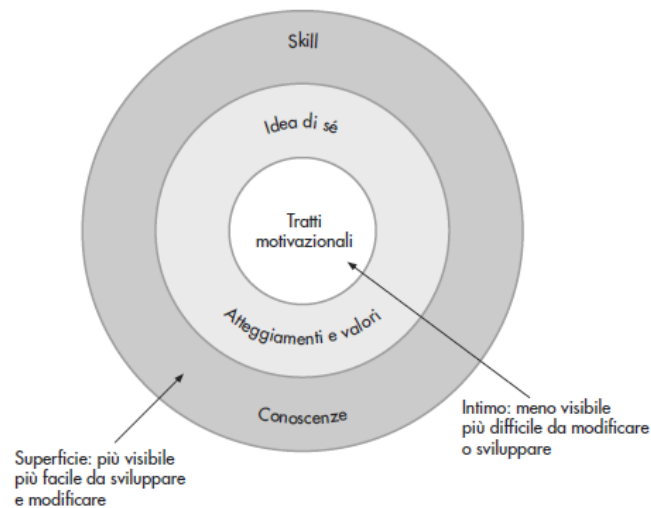 Skill
Idea di sé
Tratti
motivazionali
Atteggiamenti e valori
Conoscenze
Intimo: meno visibile
più difficile da modificare
o sviluppare
Superficie: più visibile
più facile da sviluppare
e modificare